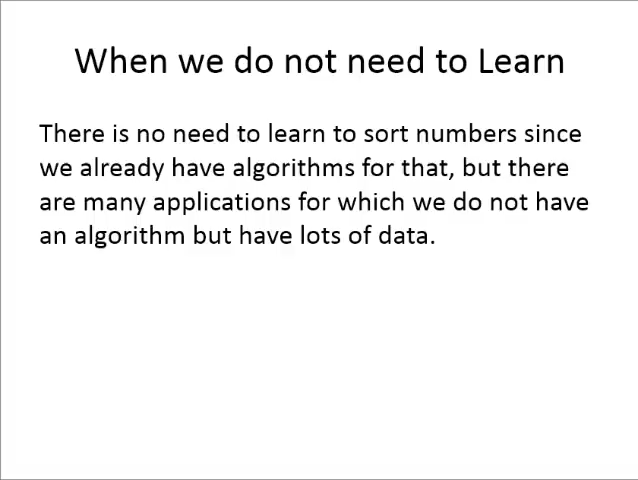 When we do not need to Learn
There is no need to learn to sort numbers since
we already have algorithms for that, but there
are many applications for which we do not have
an algorithm but have lots of data.